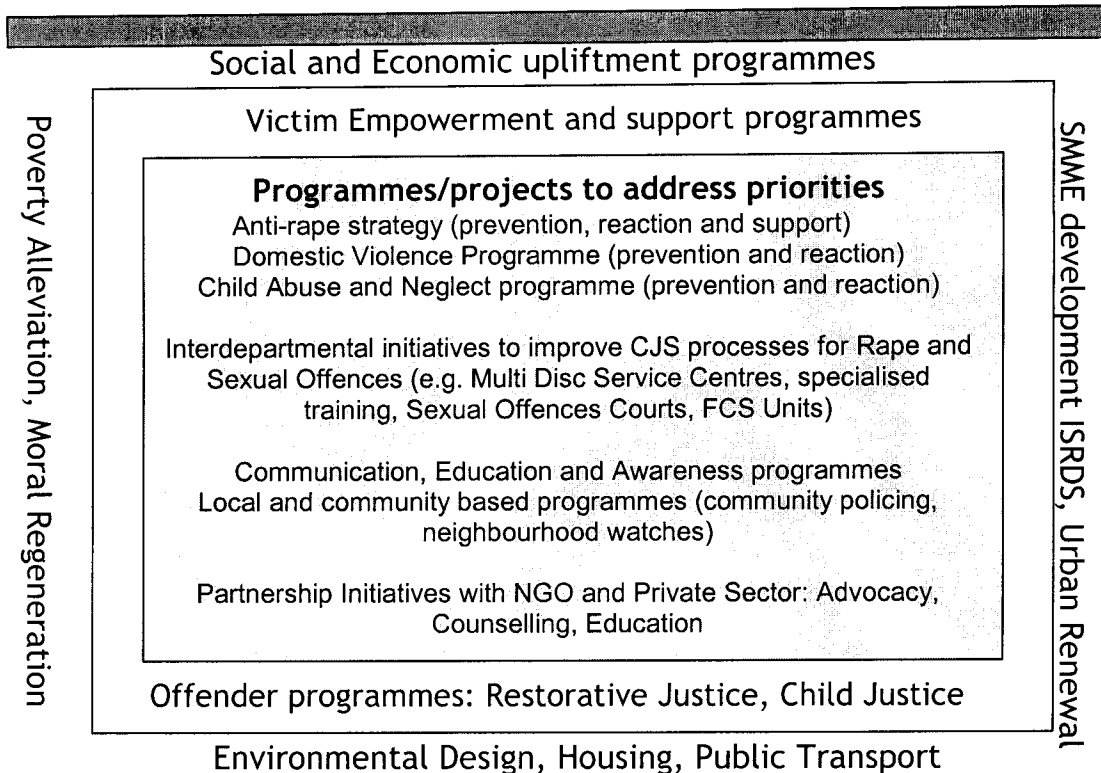 Social and Economic upliftment programmes
Victim Empowerment and support programmes
Poverty Alleviation, Moral Regeneration
Programmes/projects to address priorities
Anti-rape strategy (prevention, reaction and support)
Domestic Violence Programme (prevention and reaction)
Child Abuse and Neglect programme (prevention and reaction)
Interdepartmental initiatives to improve CJS processes for Rape and
Sexual Offences (e.g. Multi Disc Service Centres, specialised
training, Sexual Offences Courts, FCS Units)
Communication, Education and Awareness programmes
Local and community based programmes (community policing,
neighbourhood watches)
Partnership Initiatives with NGO and Private Sector: Advocacy,
Counselling, Education
SMME development ISRDS, Urban Renewal
Offender programmes: Restorative Justice, Child Justice
Environmental Design, Housing, Public Transport